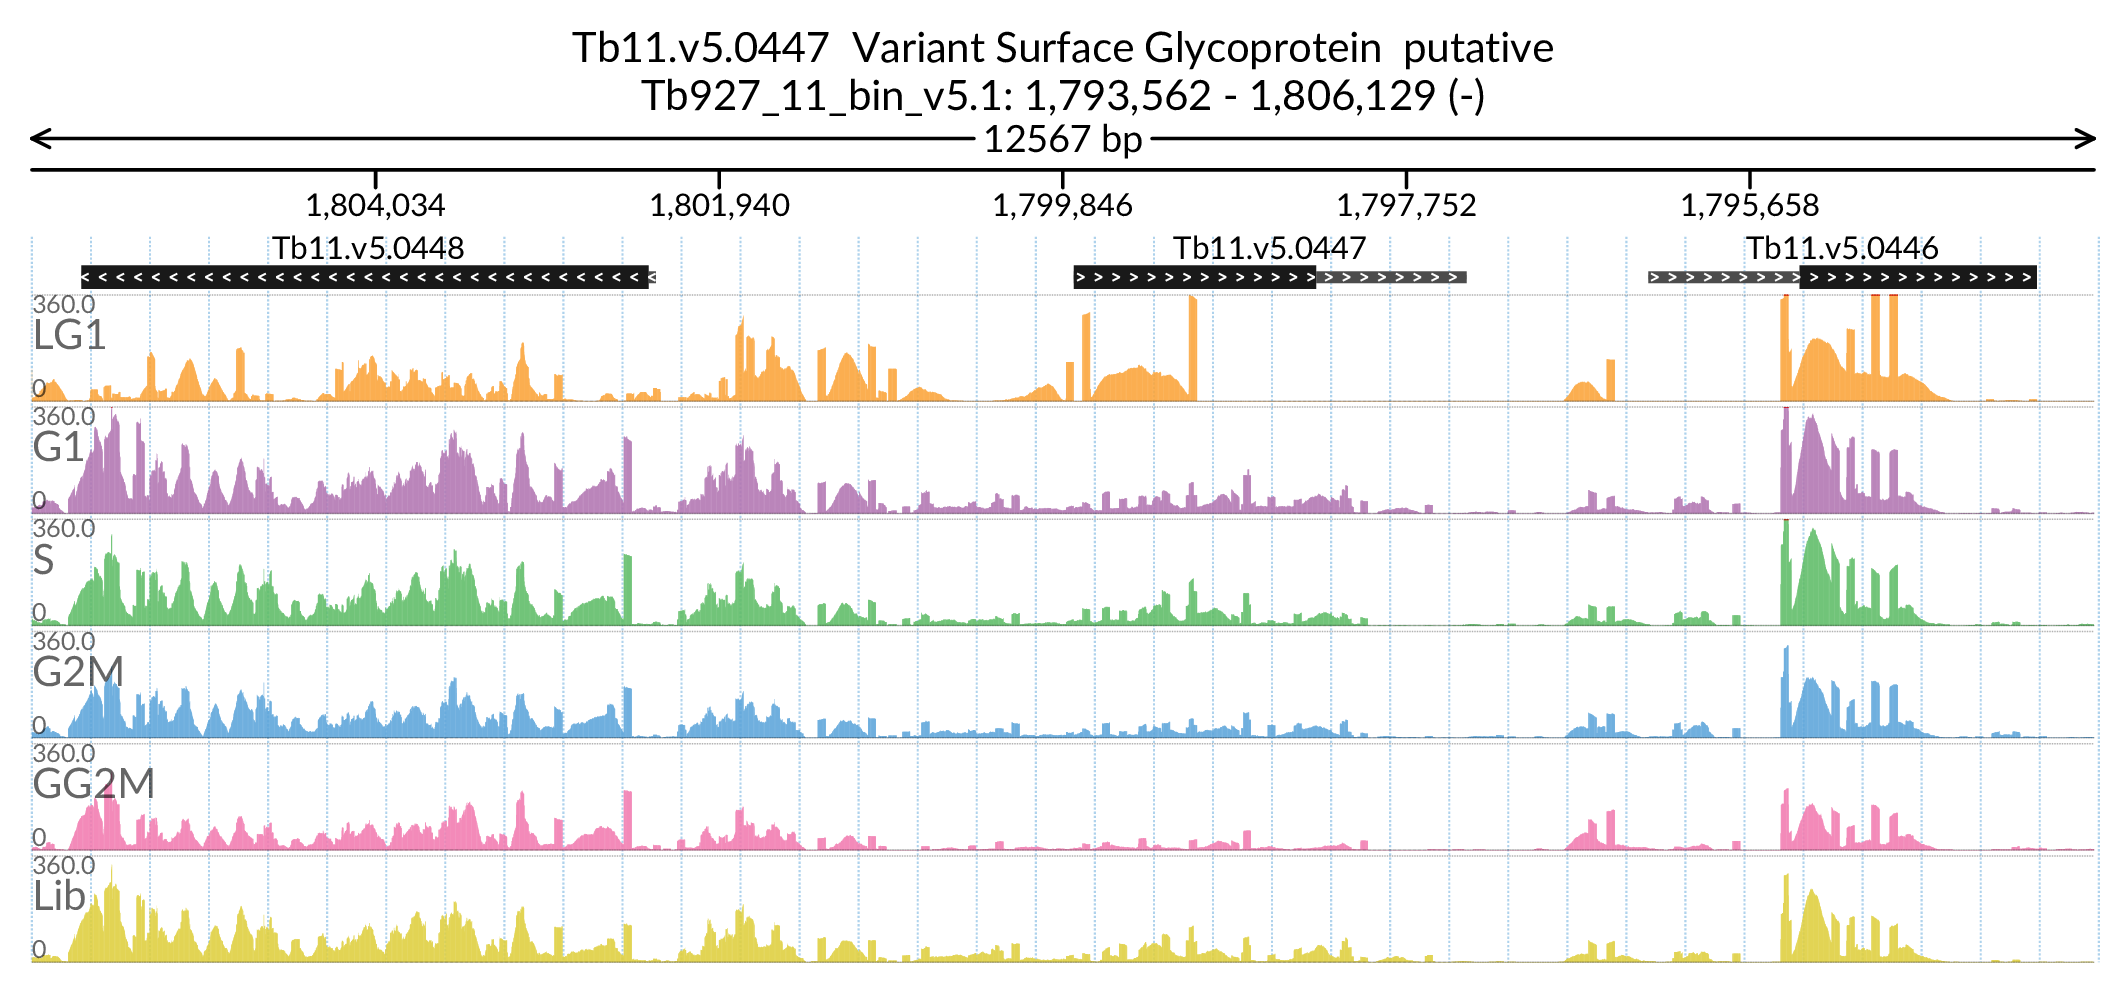 Tb11.v5.0447  Variant Surface Glycoprotein  putative
Tb927_11_bin_v5.1: 1,793,562 - 1,806,129 (-)
12567 bp
1,804,034 1,801,940 1,799,846 1,797,752 1,795,658
Tb11.v5.0448 Tb11.v5.0447 Tb11.v5.0446
360.0
LG1
0
360.0
G1
0
360.0
S
0
360.0
G2M
0
360.0
GG2M
0
360.0
Lib
0